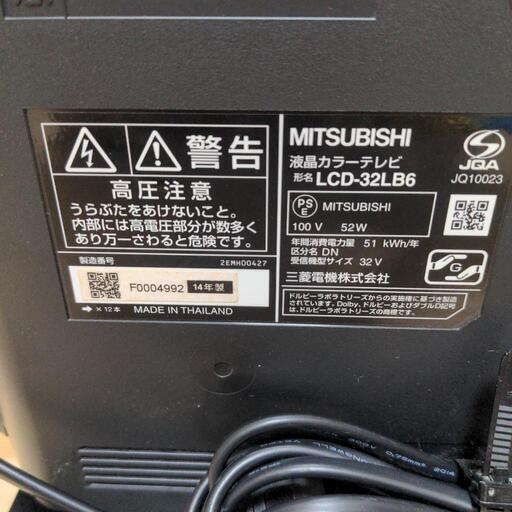 警告
高圧注意
うらぶたをあけないこと。
内部には高電圧部分が数多く
あり万一さわると危険です。
製造番号
2EMH00427
F0004992 14年製
→ ×12本 MADE IN THAILAND
MITSUBISHI
液晶カラーテレビ
形名 LCD-32LB6
JQA
JQ10023
PSE MITSUBISHI
100 V 52W
年間消費電力量 51 kWh/年
区分名 DN
受信機型サイズ 32 V
三菱電機株式会社
G
ドルビーラボラトリーズからの実施権に基づき製造
されています。Dolby、ドルビーおよびダブルD記号
は、ドルビーラボラトリーズの商標です。